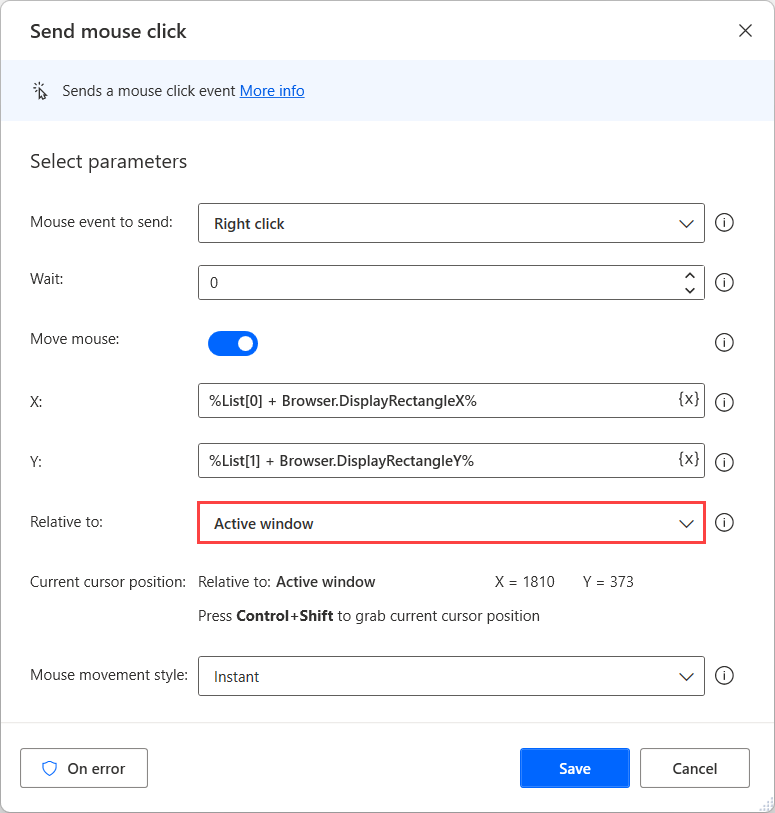 Send mouse click
Sends a mouse click event More info
Select parameters
Mouse event to send: Right click
Wait: 0
Move mouse:
X: %List[0] + Browser.DisplayRectangleX% {x}
Y: %List[1] + Browser.DisplayRectangleY% {x}
Relative to: Active window
Current cursor position: Relative to: Active window X = 1810 Y = 373
Press Control+Shift to grab current cursor position
Mouse movement style: Instant
On error Save Cancel